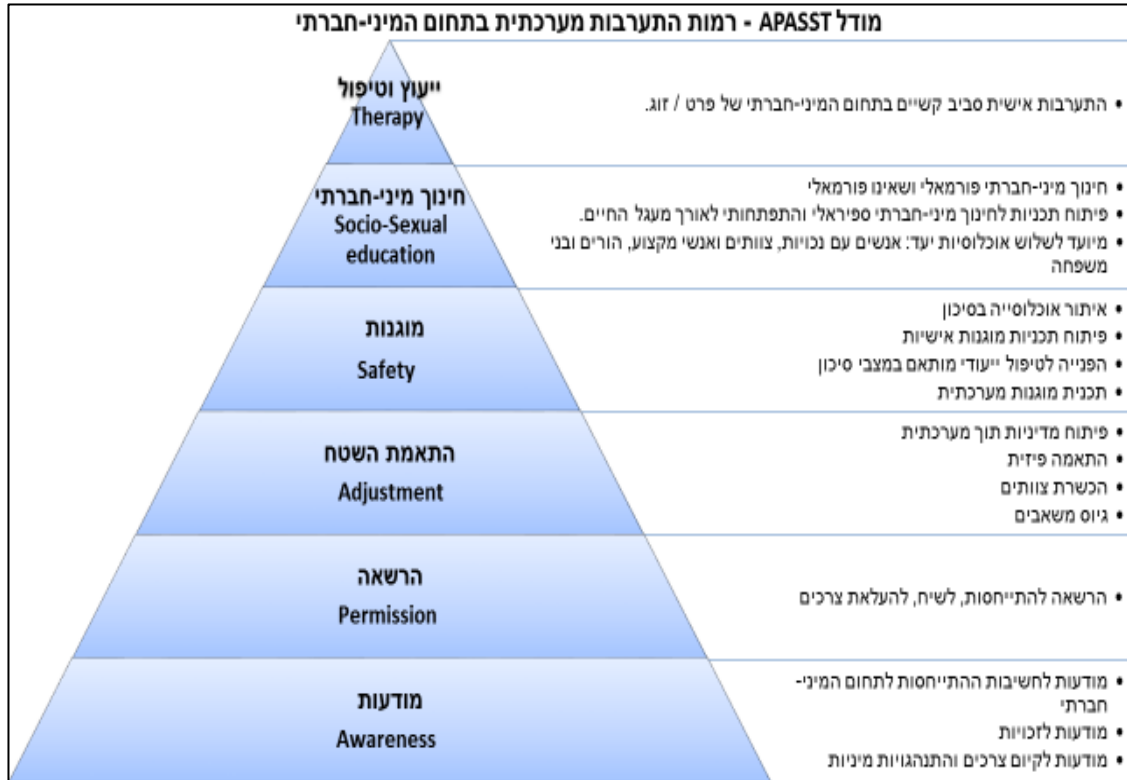 מודל APASST - רמות התערבות מערכתית בתחום המיני-חברתי
ייעוץ וטיפול
Therapy
• התערבות אישית סביב קשיים בתחום המיני-חברתי של פרט / זוג.
חינוך מיני-חברתי
Socio-Sexual
education
• חינוך מיני-חברתי פורמאלי ושאינו פורמאלי
• פיתוח תכניות לחינוך מיני-חברתי ספיראלי והתפתחותי לאורך מעגל החיים.
• מיועד לשלוש אוכלוסיות יעד: אנשים עם נכויות, צוותים ואנשי מקצוע, הורים ובני
משפחה
מוגנות
Safety
• איתור אוכלוסייה בסיכון
• פיתוח תכניות מוגנות אישיות
• הפנייה לטיפול ייעודי מותאם במצבי סיכון
• תכנית מוגנות מערכתית
התאמת השטח
Adjustment
• פיתוח מדיניות תוך מערכתית
• התאמה פיזית
• הכשרת צוותים
• גיוס משאבים
הרשאה
Permission
• הרשאה להתייחסות, לשיח, להעלאת צרכים
מודעות
Awareness
• מודעות לחשיבות ההתייחסות לתחום המיני-
חברתי
• מודעות לזכויות
• מודעות לקיום צרכים והתנהגויות מיניות